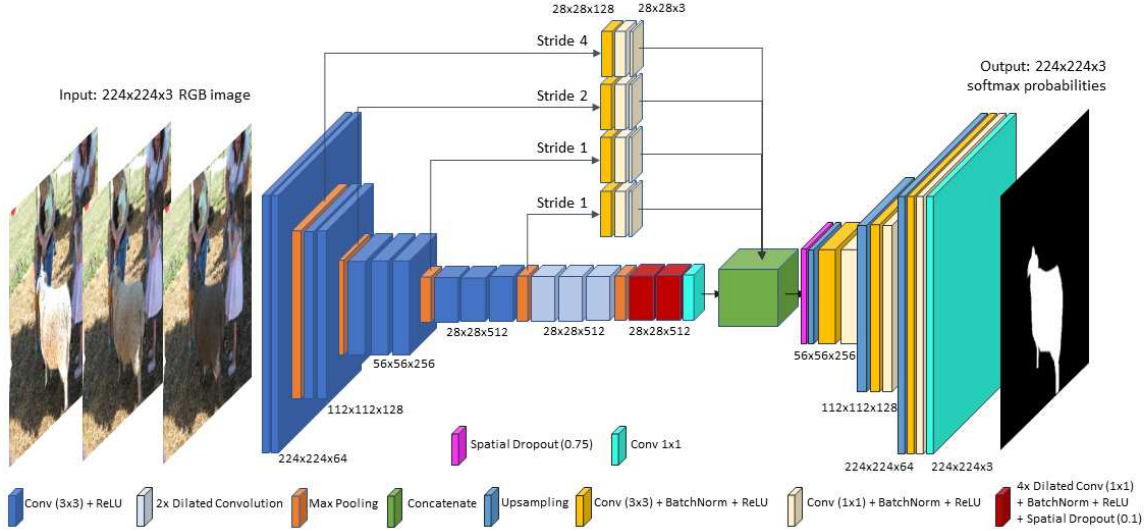 28x28x128
28x28x3
Stride 4
Stride 2
Stride 1
Stride 1
Input: 224x224x3 RGB image
Output: 224x224x3
softmax probabilities
28x28x512
28x28x512
28x28x512
56x56x256
112x112x128
224x224x64
56x56x256
112x112x128
224x224x64
224x224x3
Spatial Dropout (0.75)
Conv 1x1
Conv (3x3) + ReLU
2x Dilated Convolution
Max Pooling
Concatenate
Upsampling
Conv (3x3) + BatchNorm + ReLU
Conv (1x1) + BatchNorm + ReLU
4x Dilated Conv (1x1)
+ BatchNorm + ReLU
+ Spatial Dropout (0.1)